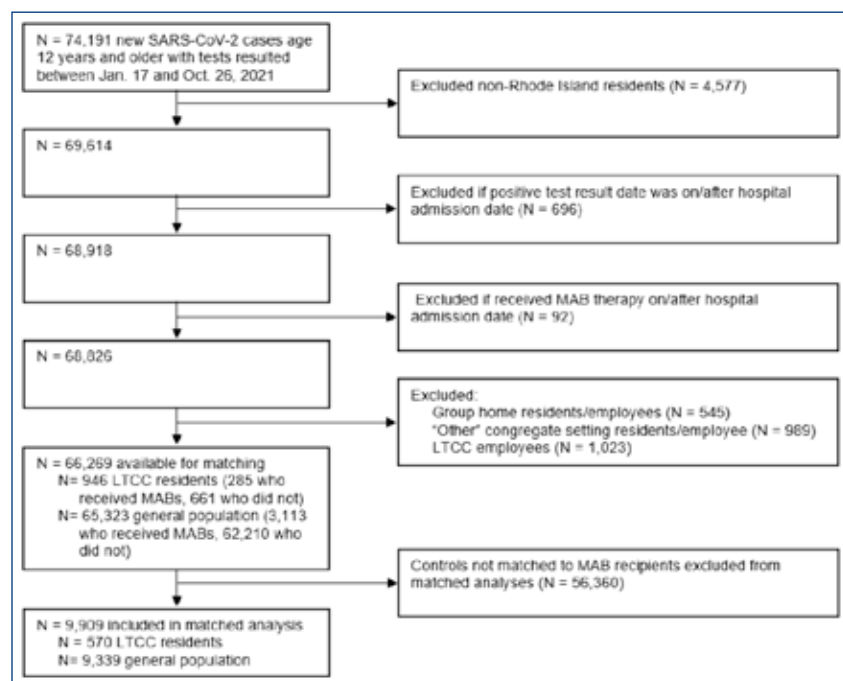 N = 74,191 new SARS-CoV-2 cases age
12 years and older with tests resulted
between Jan. 17 and Oct. 26, 2021
Excluded non-Rhode Island residents (N = 4,577)
N = 69,614
Excluded if positive test result date was on/after hospital
admission date (N = 696)
N = 68,918
Excluded if received MAB therapy on/after hospital
admission date (N = 92)
N = 68,826
Excluded:
Group home residents/employees (N = 545)
"Other" congregate setting residents/employee (N = 989)
LTCC employees (N = 1,023)
N = 66,269 available for matching
N= 946 LTCC residents (285 who
received MABs, 661 who did not)
N= 65,323 general population (3,113
who received MABs, 62,210 who
did not)
Controls not matched to MAB recipients excluded from
matched analyses (N = 56,360)
N = 9,909 included in matched analysis
N = 570 LTCC residents
N= 9,339 general population